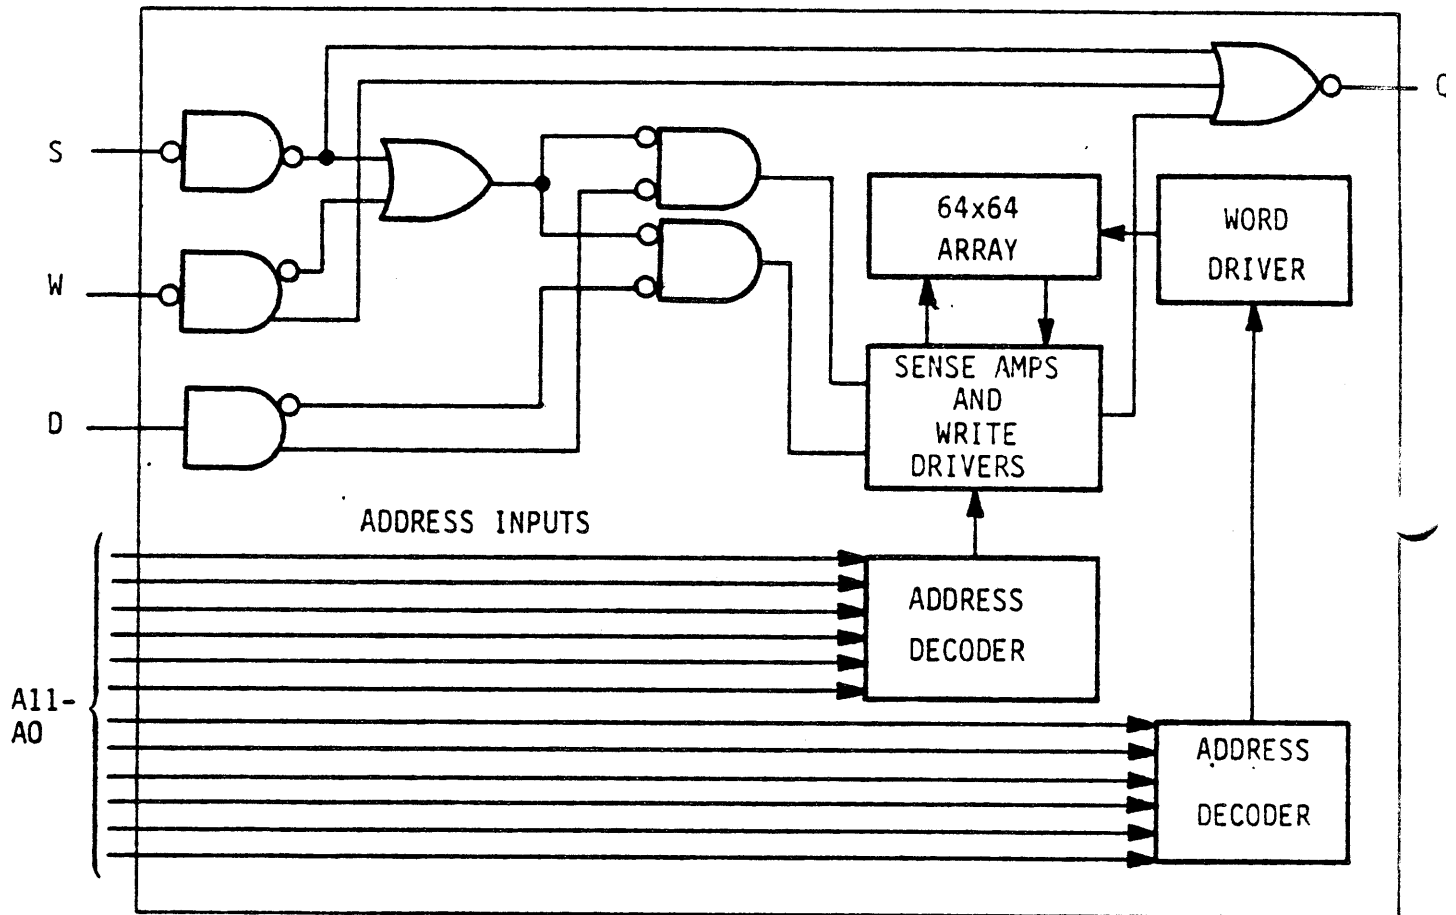 Q
S
64x64
ARRAY
WORD
DRIVER
W
SENSE AMPS
AND
WRITE
DRIVERS
D
ADDRESS INPUTS
ADDRESS
DECODER
A11-
A0
ADDRESS
DECODER